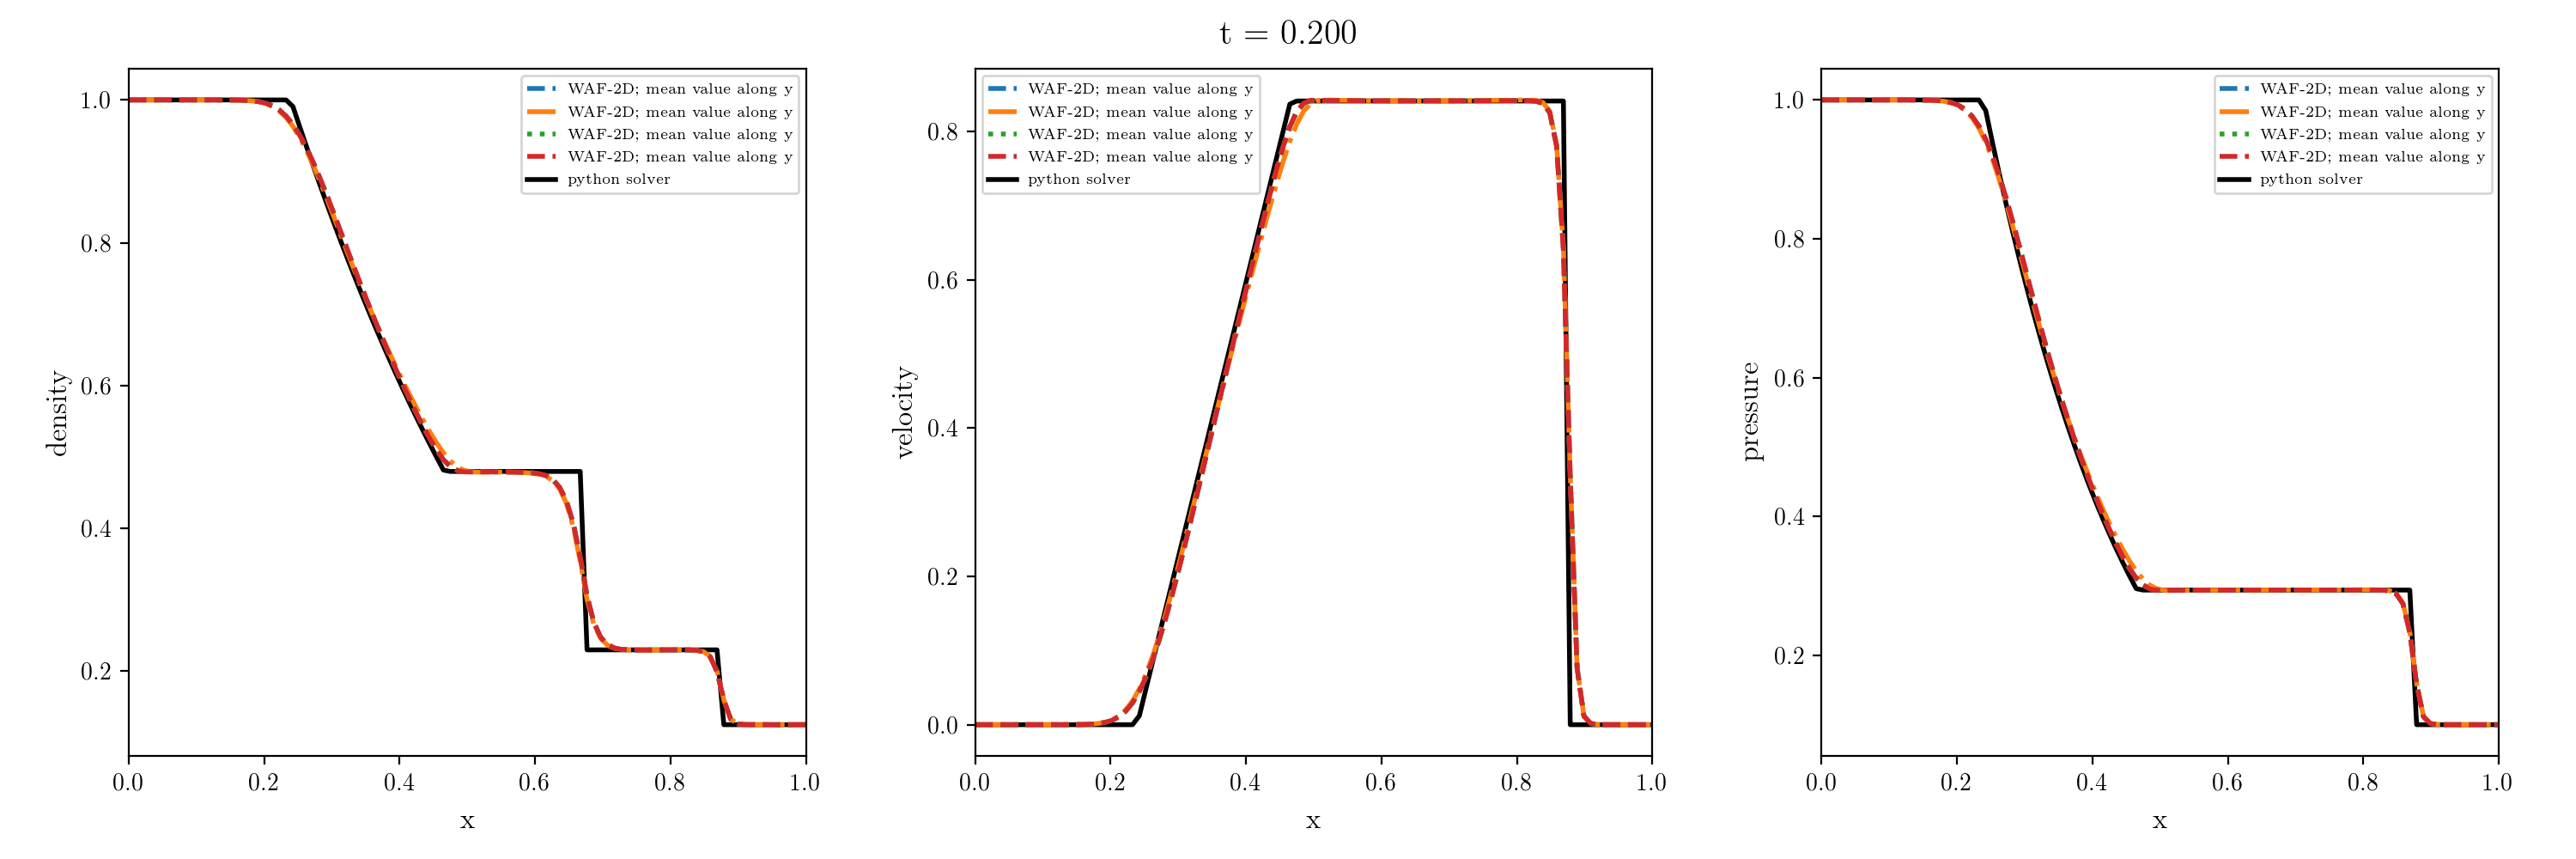 t = 0.200
density
1.0
0.8
0.6
0.4
0.2
0.0 0.2 0.4 0.6 0.8 1.0
x
WAF-2D; mean value along y
WAF-2D; mean value along y
WAF-2D; mean value along y
WAF-2D; mean value along y
python solver
velocity
0.8
0.6
0.4
0.2
0.0
0.0 0.2 0.4 0.6 0.8 1.0
x
WAF-2D; mean value along y
WAF-2D; mean value along y
WAF-2D; mean value along y
WAF-2D; mean value along y
python solver
pressure
1.0
0.8
0.6
0.4
0.2
0.0 0.2 0.4 0.6 0.8 1.0
x
WAF-2D; mean value along y
WAF-2D; mean value along y
WAF-2D; mean value along y
WAF-2D; mean value along y
python solver